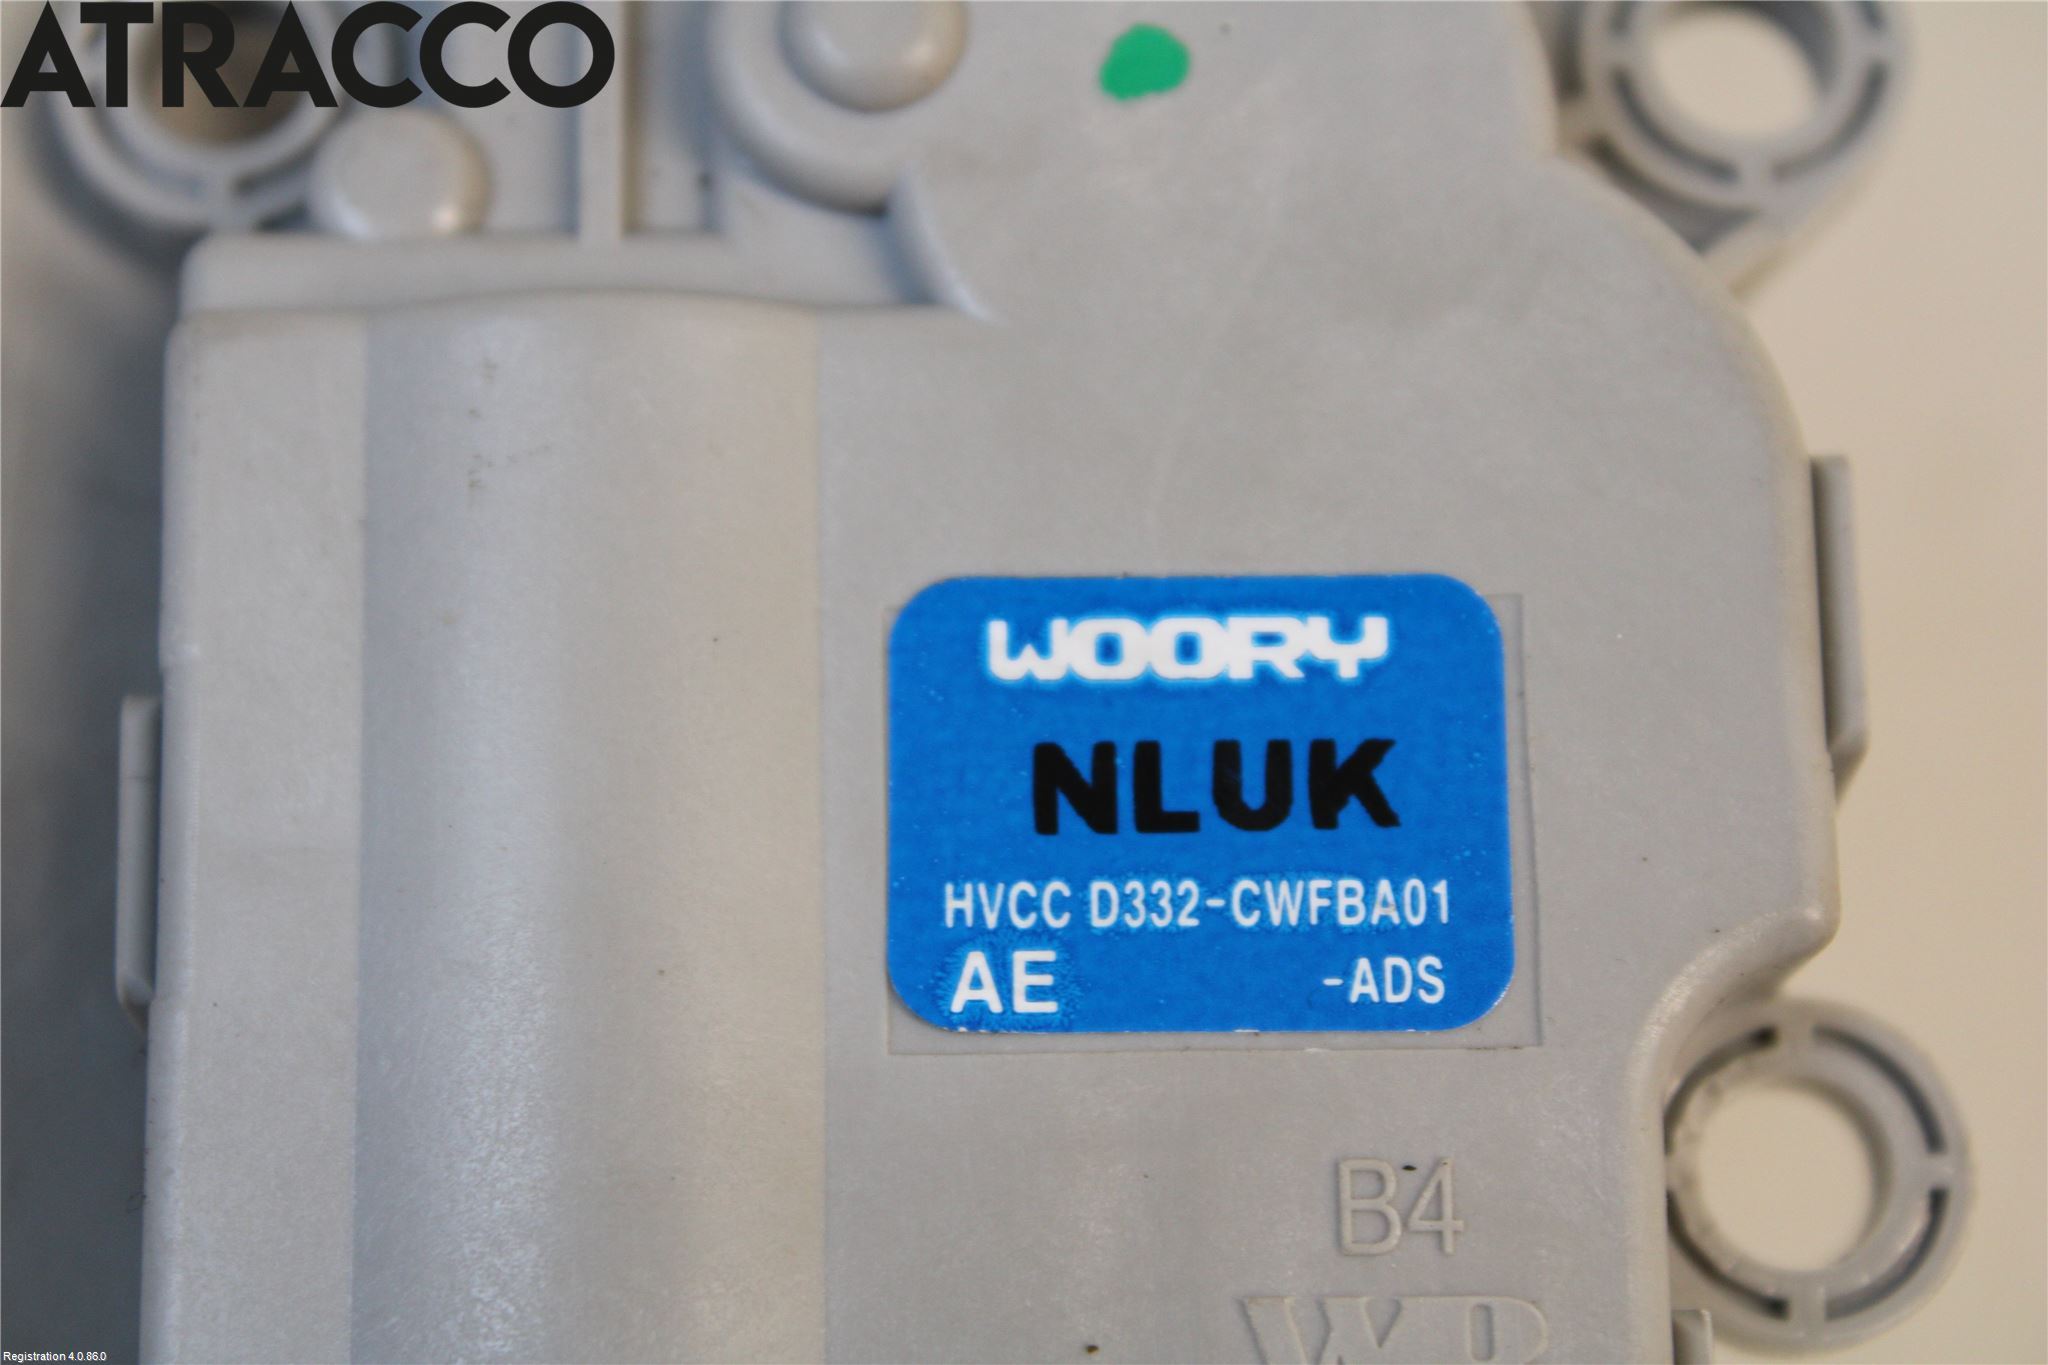 ATRACCO
WOORY
NLUK
HVCC D332-CWFBA01
AE -ADS
B4
Registration 4.0.86.0